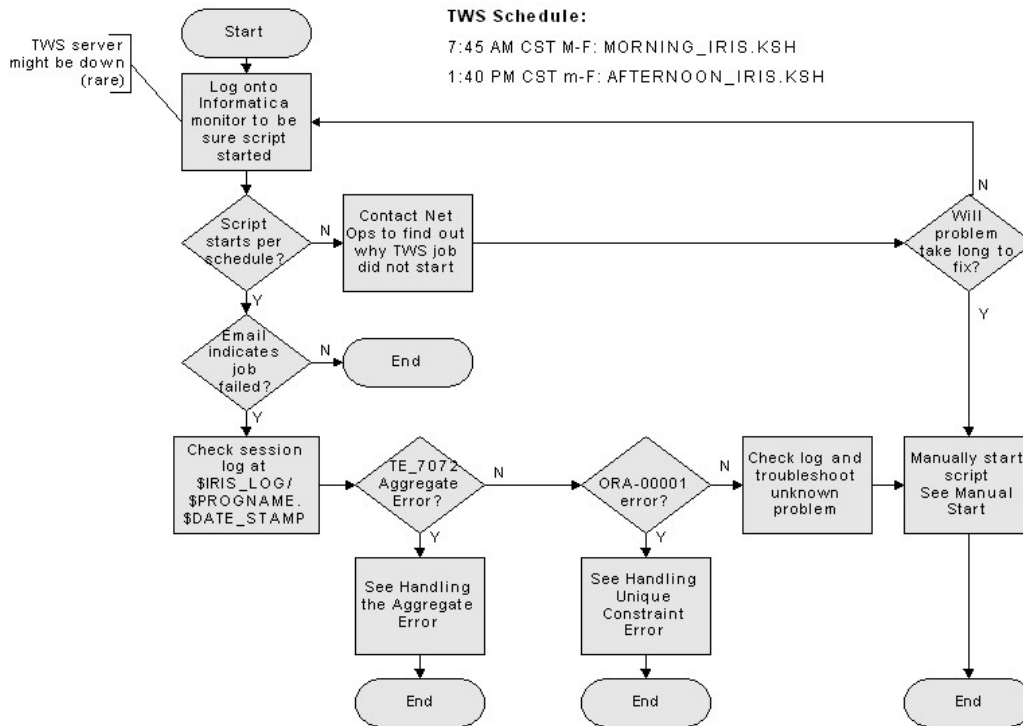 TWS Schedule:
7:45 AM CST M-F: MORNING_IRIS.KSH
1:40 PM CST m-F: AFTERNOON_IRIS.KSH
Start
TWS server
might be down
(rare)
Log onto
Informatica
monitor to be
sure script
started
Script
starts per
schedule?
N
Y
Contact Net
Ops to find out
why TWS job
did not start
Will
problem
take long to
fix?
N
Y
Email
indicates
job
failed?
N
Y
End
Check session
log at
$IRIS_LOG/
$PROGNAME.
$DATE_STAMP
TE_7072
Aggregate
Error?
N
Y
ORA-00001
error?
N
Y
Check log and
troubleshoot
unknown
problem
Manually start
script
See Manual
Start
See Handling
the Aggregate
Error
See Handling
Unique
Constraint
Error
End
End
End